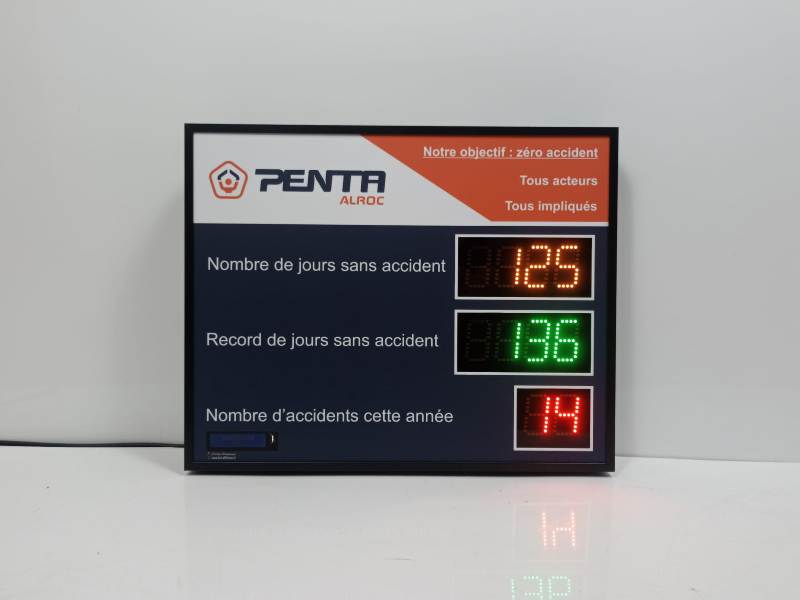 Notre objectif : zéro accident
PENTA
ALROC
Tous acteurs
Tous impliqués
Nombre de jours sans accident 125
Record de jours sans accident 136
Nombre d'accidents cette année 14